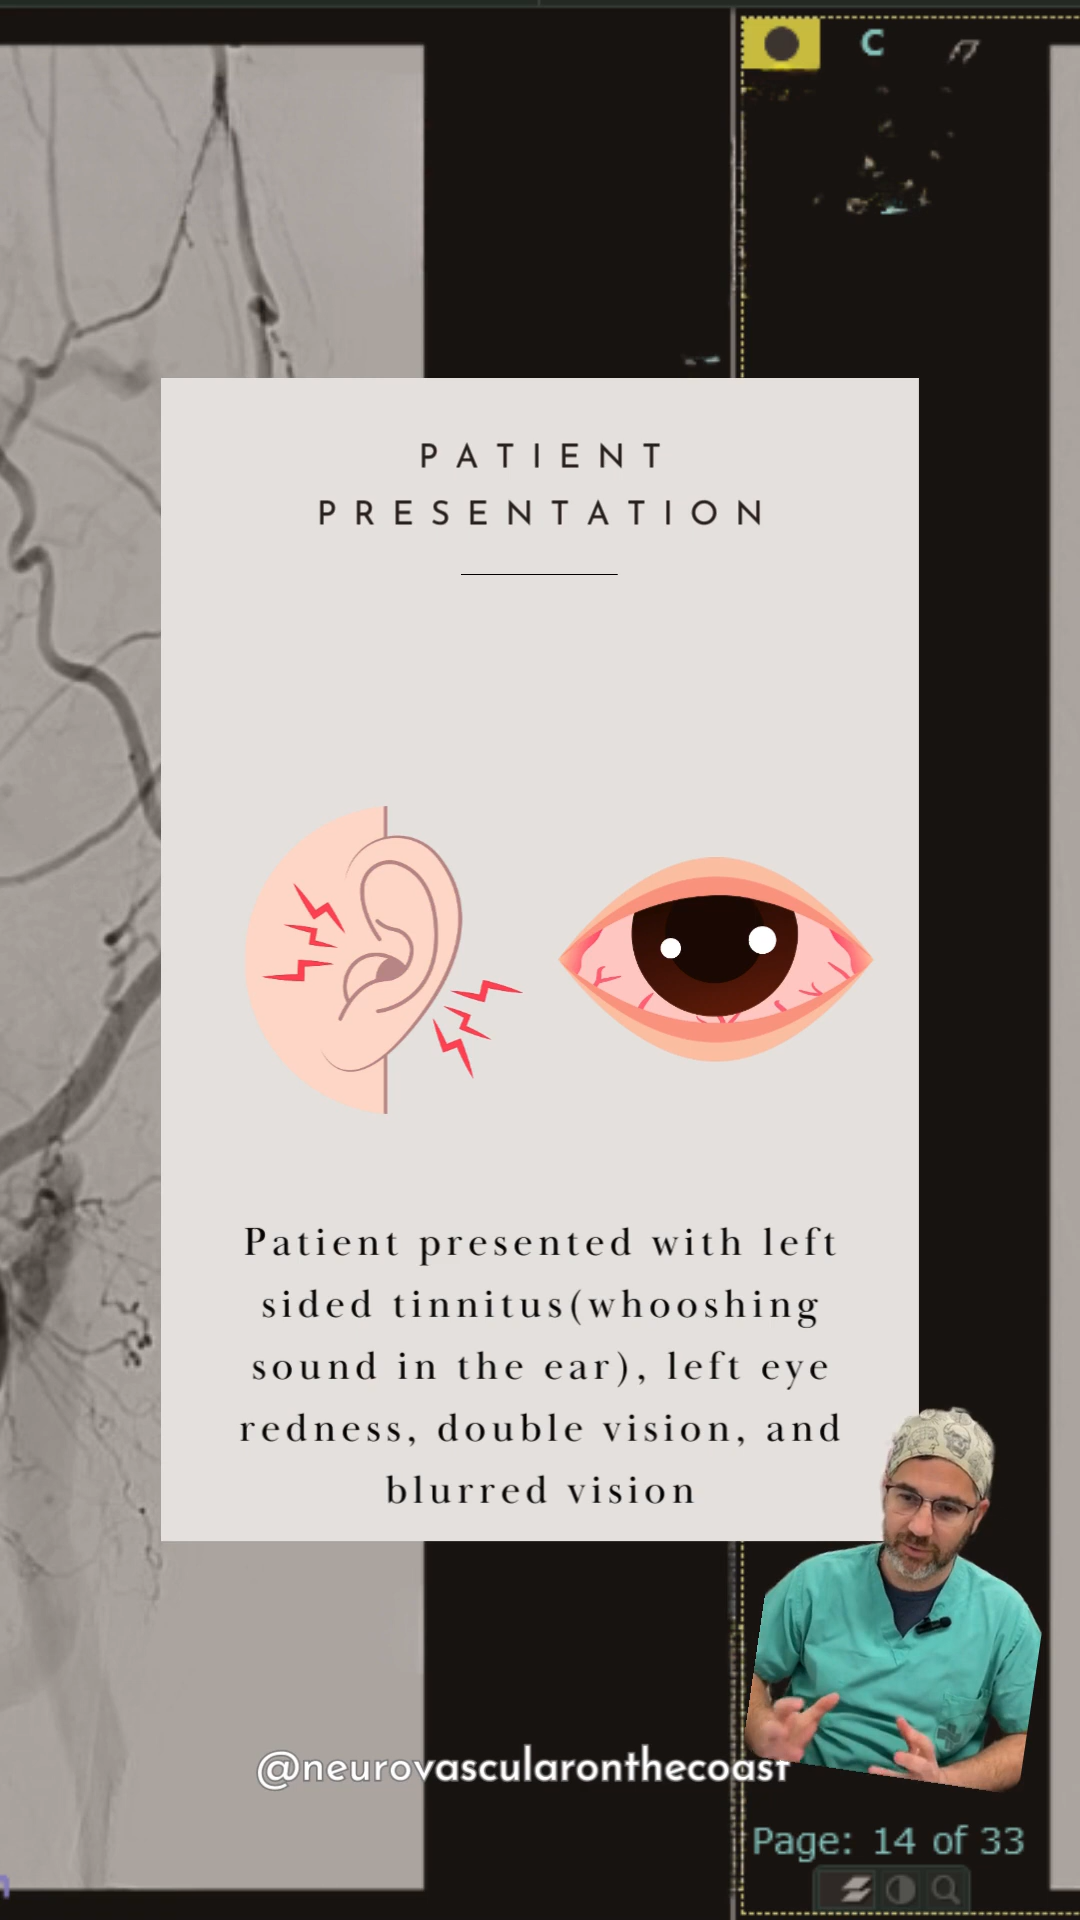 C
PATIENT
PRESENTATION
Patient presented with left
sided tinnitus(whooshing
sound in the ear), left eye
redness, double vision, and
blurred vision
@neurovascularonthecoast
Page: 14 of 33